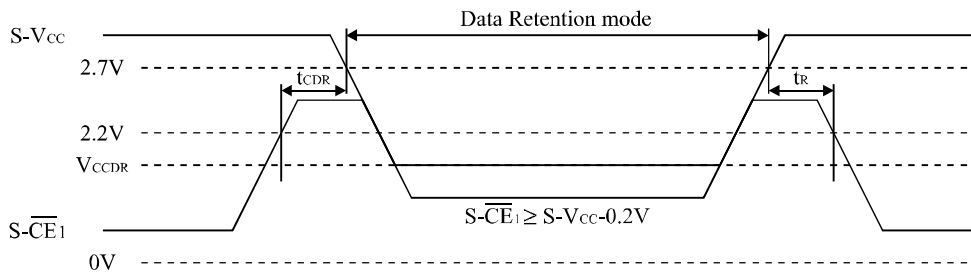 Data Retention mode
S-VCC
2.7V
tCDR
tR
2.2V
VCCDR
S-CE1 ≥ S-VCC-0.2V
S-CE1
0V